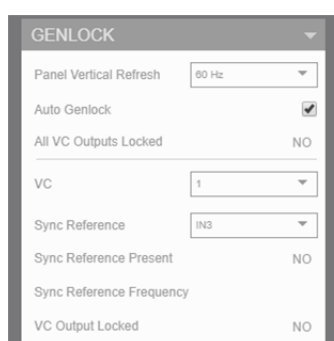 GENLOCK
Panel Vertical Refresh 60 Hz
Auto Genlock
All VC Outputs Locked NO
VC 1
Sync Reference IN3
Sync Reference Present NO
Sync Reference Frequency
VC Output Locked NO